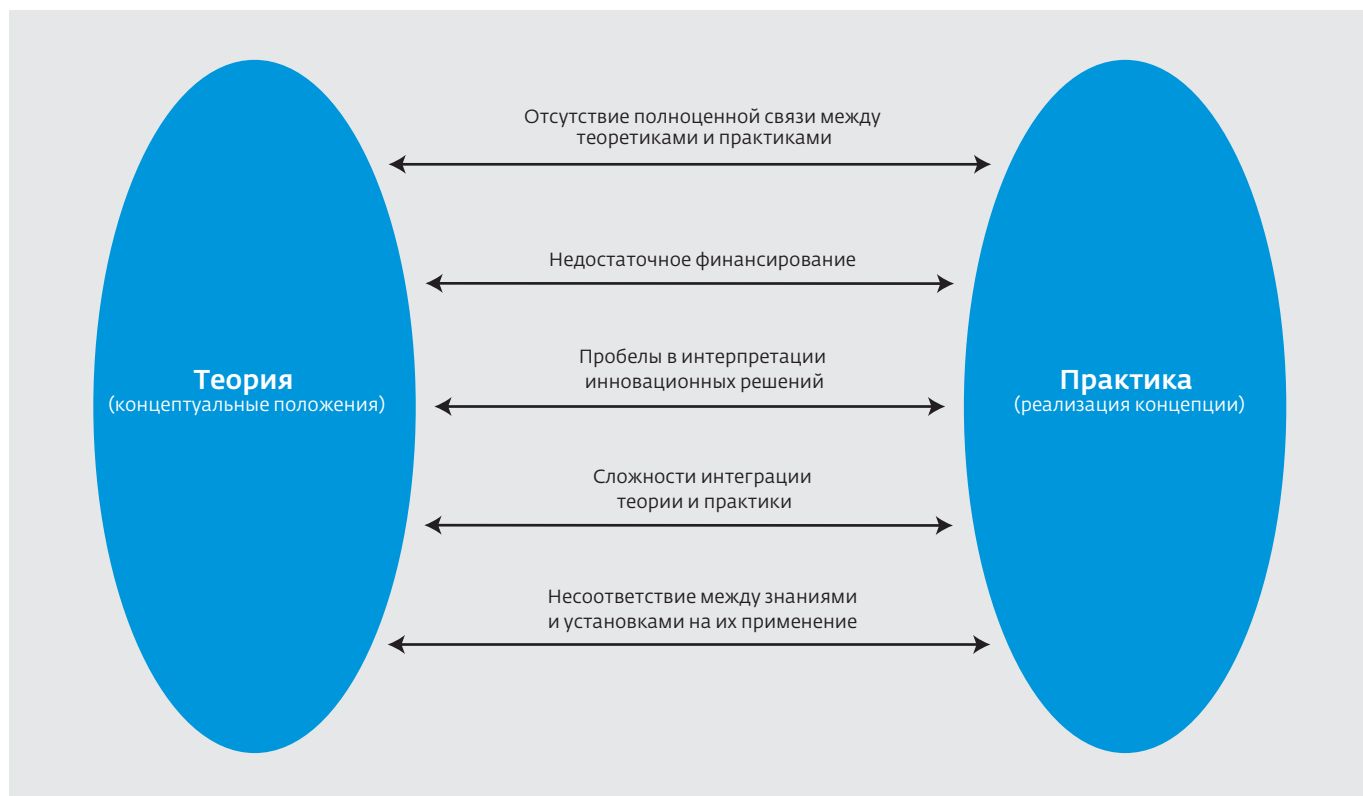 Отсутствие полноценной связи между
теоретиками и практиками
Недостаточное финансирование
Пробелы в интерпретации
инновационных решений
Теория
(концептуальные положения)
Практика
(реализация концепции)
Сложности интеграции
теории и практики
Несоответствие между знаниями
и установками на их применение